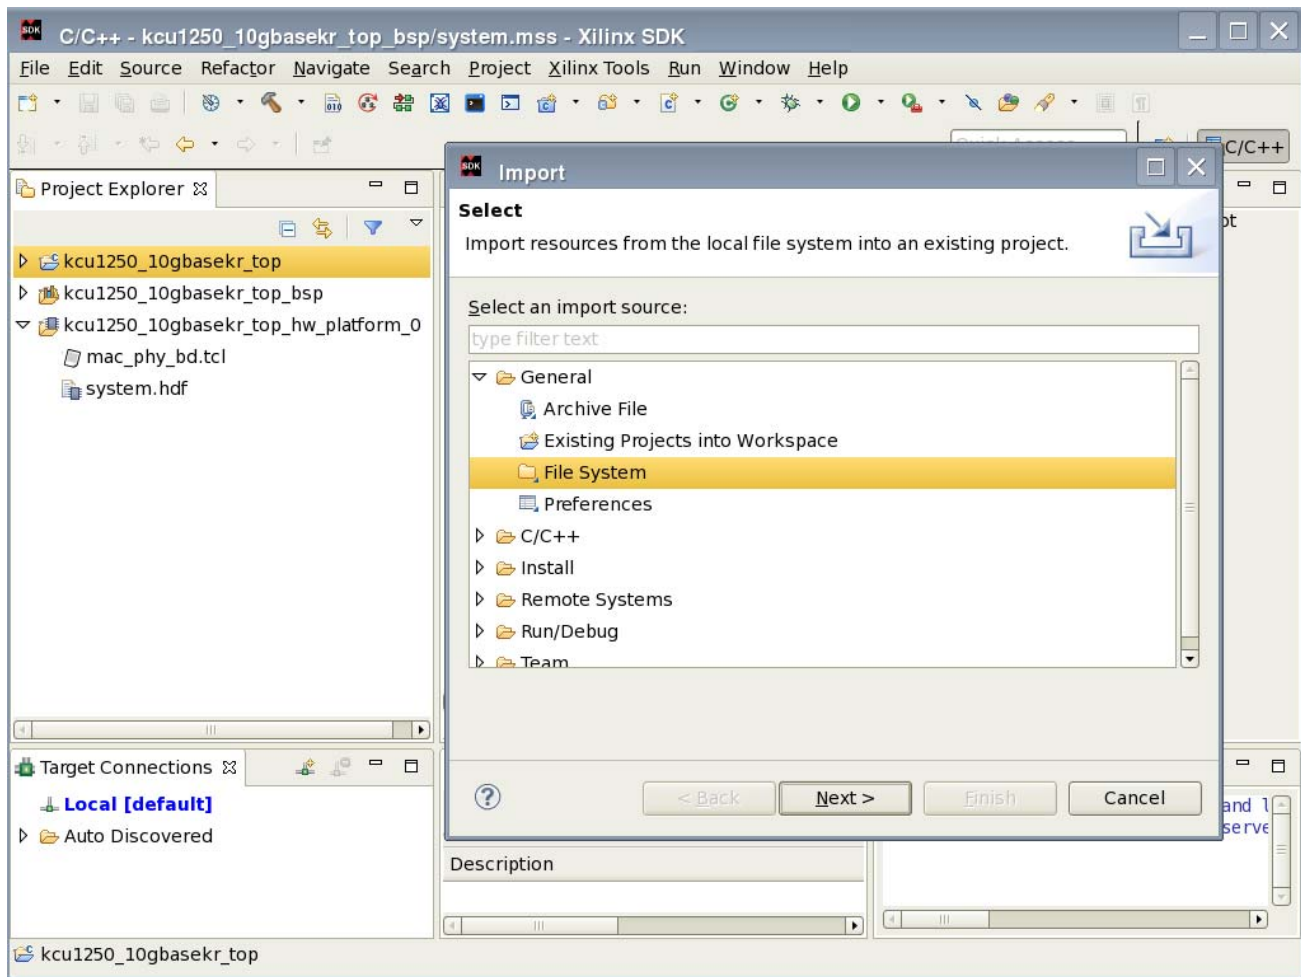 SDK C/C++ - kcu1250_10gbasekr_top_bsp/system.mss - Xilinx SDK
File Edit Source Refactor Navigate Search Project Xilinx Tools Run Window Help
C/C++
Project Explorer
kcu1250_10gbasekr_top
kcu1250_10gbasekr_top_bsp
kcu1250_10gbasekr_top_hw_platform_0
mac_phy_bd.tcl
system.hdf
SDK Import
Select
Import resources from the local file system into an existing project.
Select an import source:
type filter text
General
Archive File
Existing Projects into Workspace
File System
Preferences
C/C++
Install
Remote Systems
Run/Debug
Team
< Back Next > Finish Cancel
Target Connections
Local [default]
Auto Discovered
Description
and
serve
kcu1250_10gbasekr_top